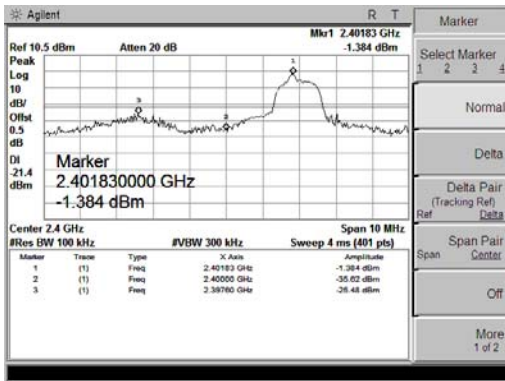 Agilent R T
Mkr1 2.40183 GHz
Ref 10.5 dBm Atten 20 dB -1.384 dBm
Peak
Log
10
dB/
Offst
0.5
dB
DI
-21.4
dBm
1
3
2
Marker
2.401830000 GHz
-1.384 dBm
Center 2.4 GHz Span 10 MHz
#Res BW 100 kHz #VBW 300 kHz Sweep 4 ms (401 pts)
Marker Trace Type X Axis Amplitude
1 (1) Freq 2.40183 GHz -1.384 dBm
2 (1) Freq 2.40000 GHz -35.62 dBm
3 (1) Freq 2.39760 GHz -26.48 dBm
Marker
Select Marker
1 2 3 4
Normal
Delta
Delta Pair
(Tracking Ref)
Ref Delta
Span Pair
Span Center
Off
More
1 of 2